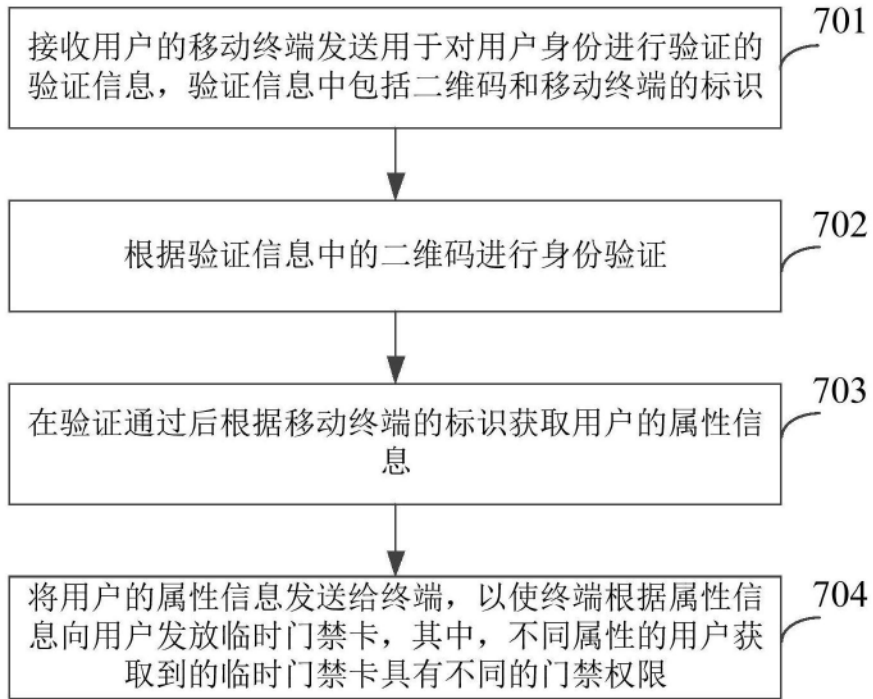 接收用户的移动终端发送用于对用户身份进行验证的
验证信息，验证信息中包括二维码和移动终端的标识
701
根据验证信息中的二维码进行身份验证
702
在验证通过后根据移动终端的标识获取用户的属性信
息
703
将用户的属性信息发送给终端，以使终端根据属性信
息向用户发放临时门禁卡，其中，不同属性的用户获
取到的临时门禁卡具有不同的门禁权限
704